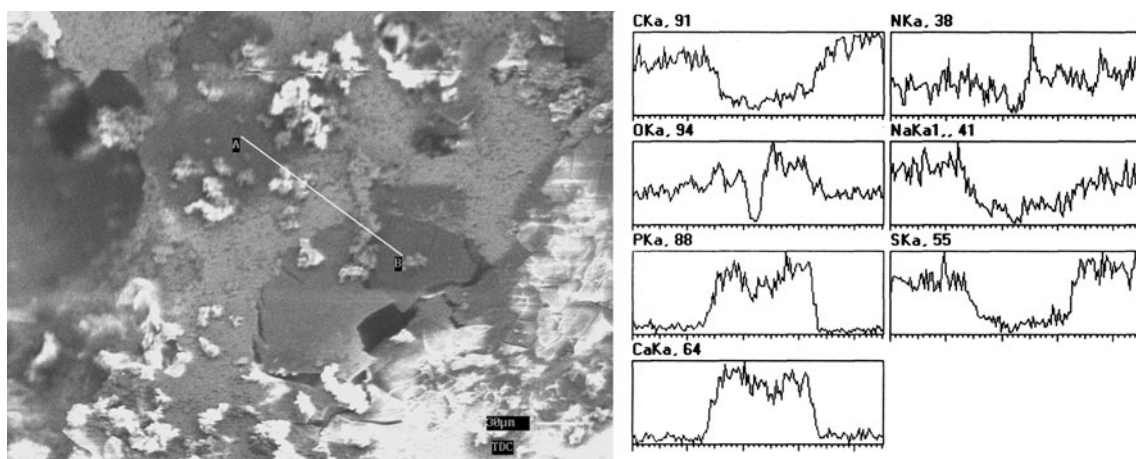 A
B
30µm
TDC
CKa, 91
NKa, 38
OKa, 94
NaKa1,, 41
PKa, 88
SKa, 55
CaKa, 64